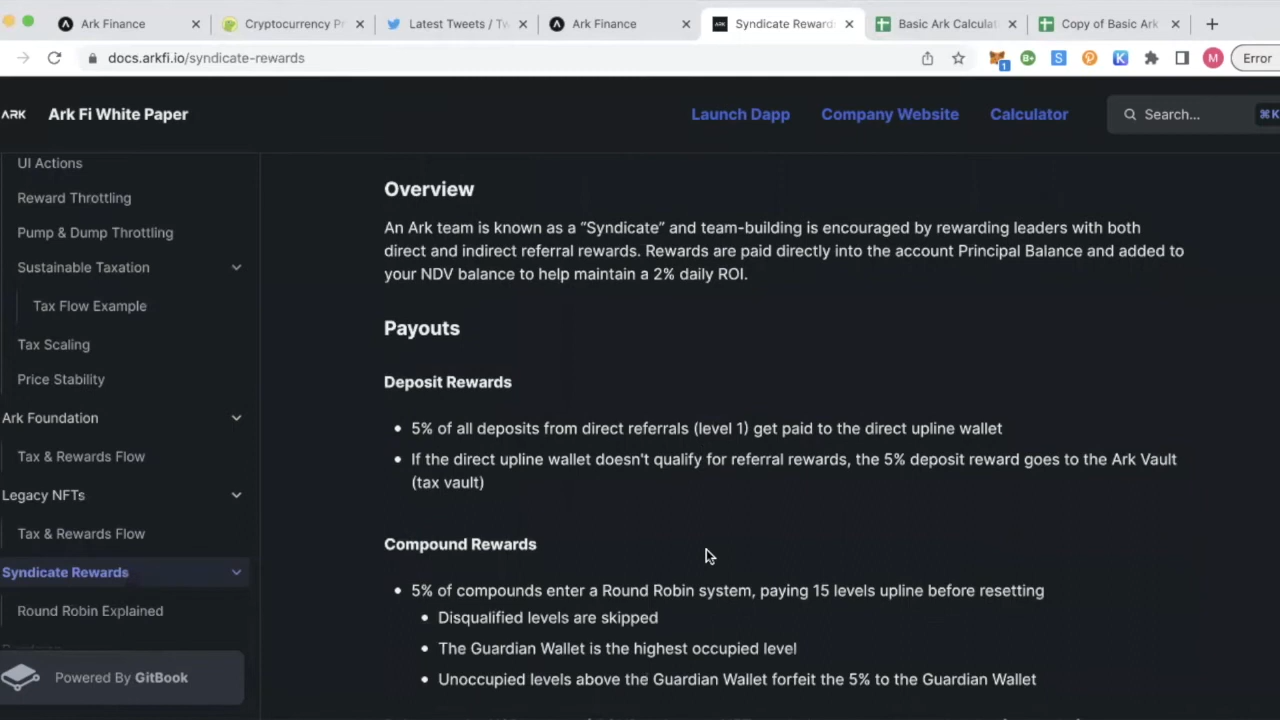 Ark Finance
Cryptocurrency Pr
Latest Tweets / Tw
Ark Finance
Syndicate Reward
Basic Ark Calculat
Copy of Basic Ark
docs.arkfi.io/syndicate-rewards
1
B+
S
P
K
M
Error
ARK
Ark Fi White Paper
Launch Dapp
Company Website
Calculator
Search...
⌘K
UI Actions
Reward Throttling
Pump & Dump Throttling
Sustainable Taxation
Tax Flow Example
Tax Scaling
Price Stability
Ark Foundation
Tax & Rewards Flow
Legacy NFTs
Tax & Rewards Flow
Syndicate Rewards
Round Robin Explained
Powered By GitBook
Overview
An Ark team is known as a “Syndicate” and team-building is encouraged by rewarding leaders with both
direct and indirect referral rewards. Rewards are paid directly into the account Principal Balance and added to
your NDV balance to help maintain a 2% daily ROI.
Payouts
Deposit Rewards
• 5% of all deposits from direct referrals (level 1) get paid to the direct upline wallet
• If the direct upline wallet doesn't qualify for referral rewards, the 5% deposit reward goes to the Ark Vault
(tax vault)
Compound Rewards
• 5% of compounds enter a Round Robin system, paying 15 levels upline before resetting
• Disqualified levels are skipped
• The Guardian Wallet is the highest occupied level
• Unoccupied levels above the Guardian Wallet forfeit the 5% to the Guardian Wallet